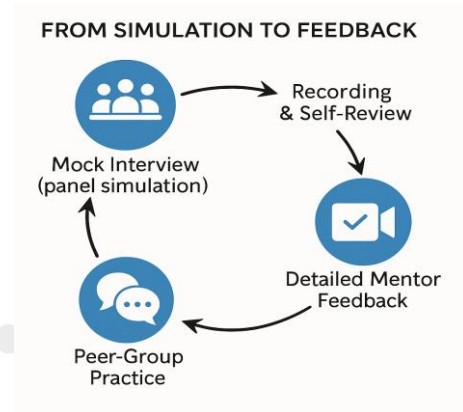 FROM SIMULATION TO FEEDBACK
Mock Interview
(panel simulation)
Recording
& Self-Review
Detailed Mentor
Feedback
Peer-Group
Practice